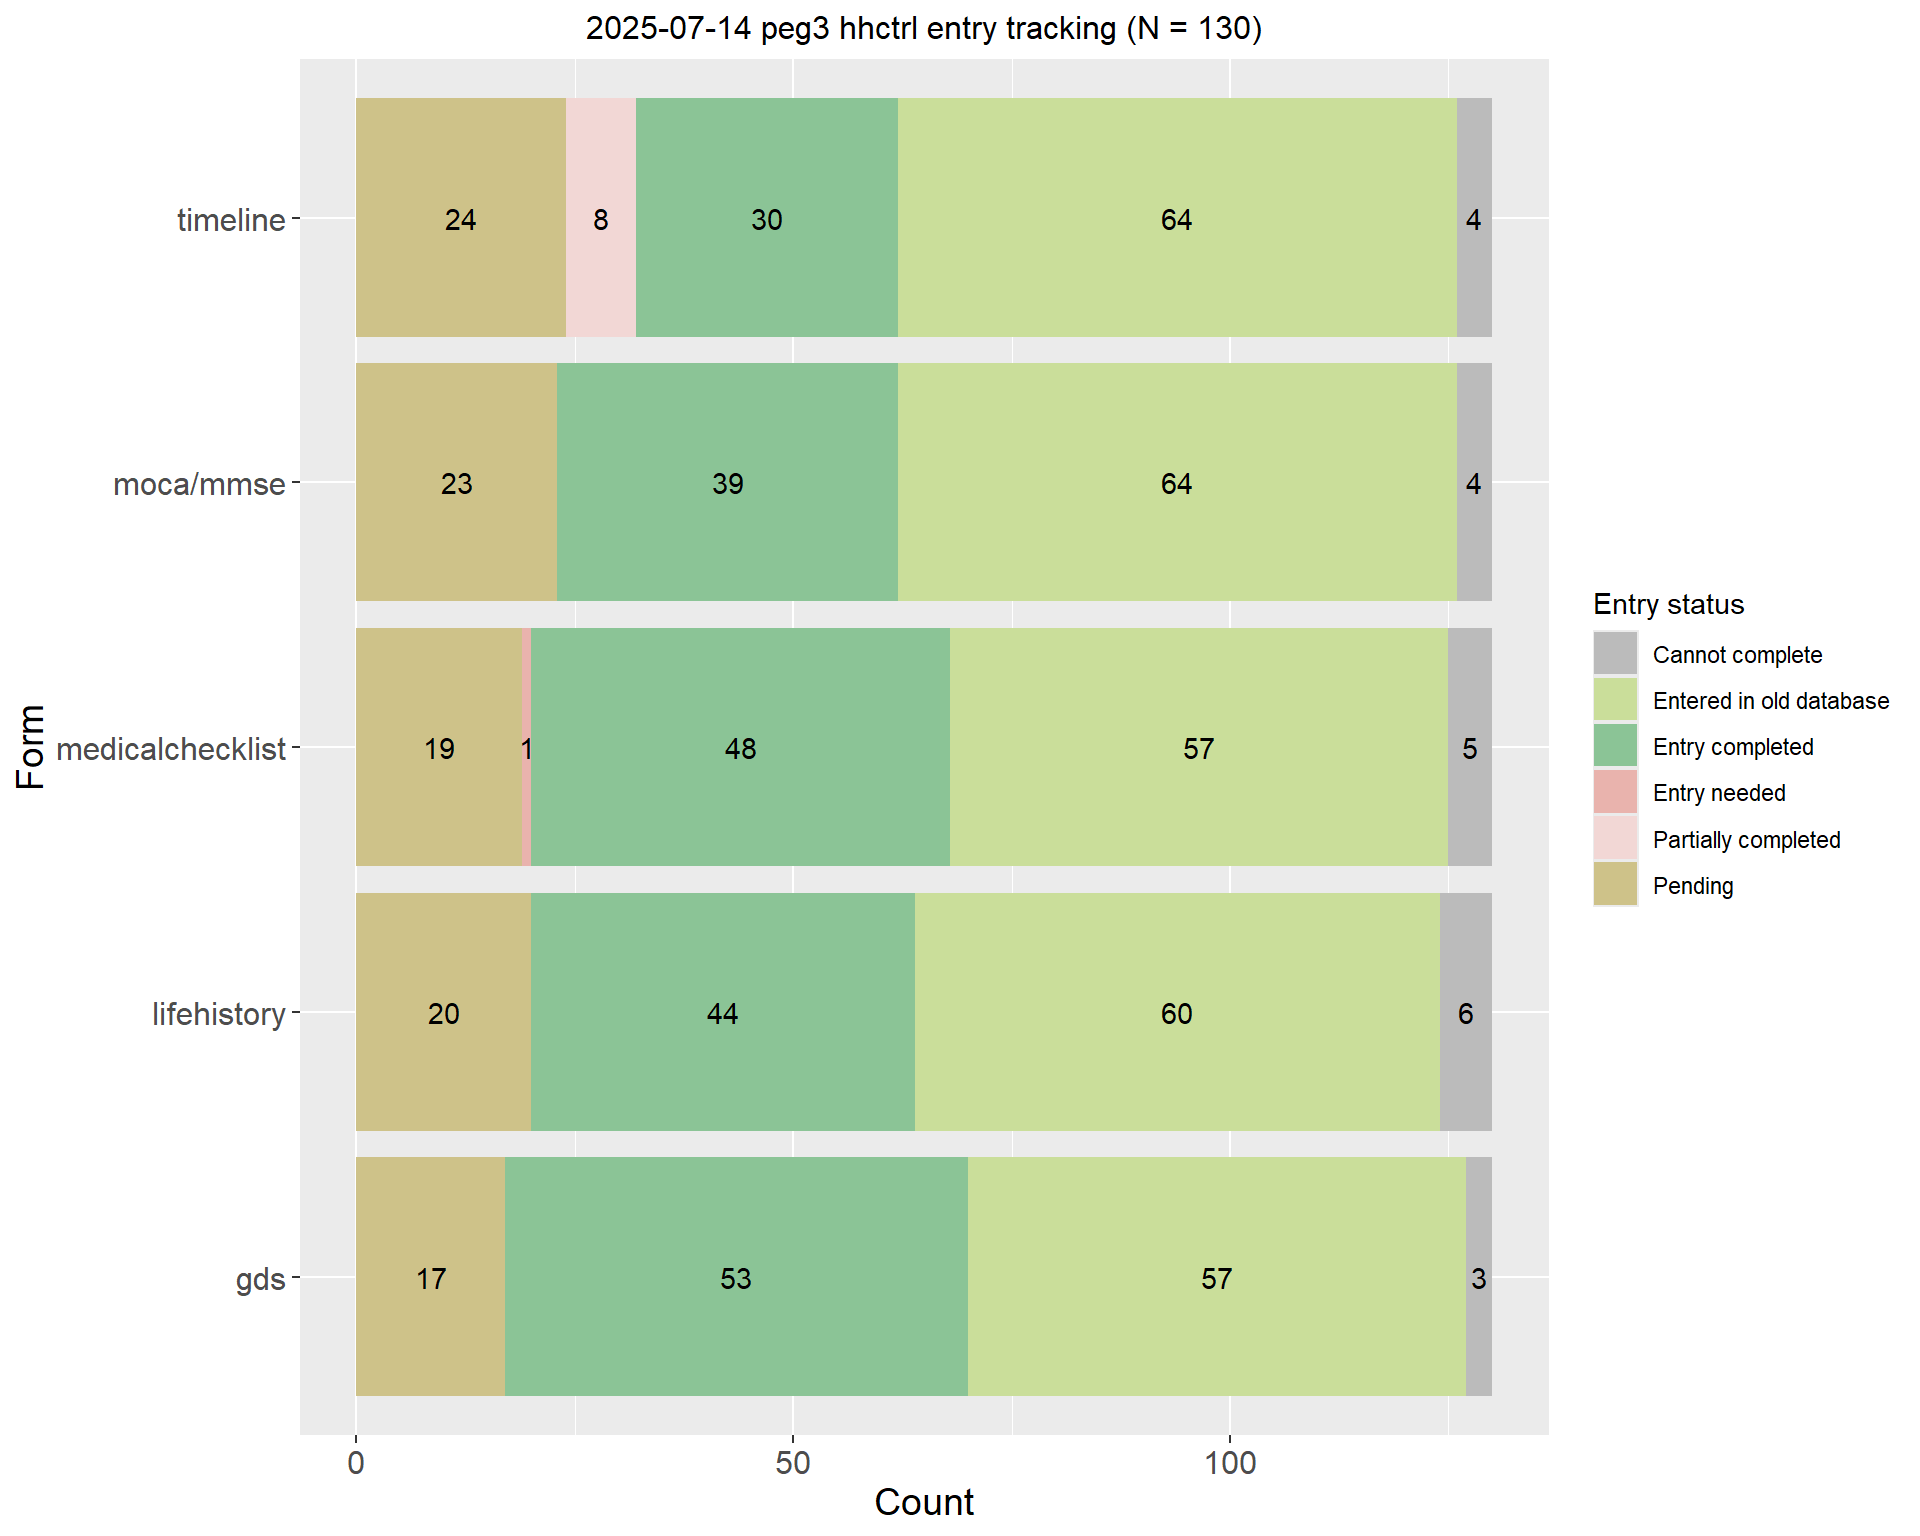 2025-07-14 peg3 hhctrl entry tracking (N = 130)
timeline
24 8 30 64 4
moca/mmse
23 39 64 4
medicalchecklist
19 1 48 57 5
lifehistory
20 44 60 6
gds
17 53 57 3
Form
0 50 100
Count
Entry status
Cannot complete
Entered in old database
Entry completed
Entry needed
Partially completed
Pending